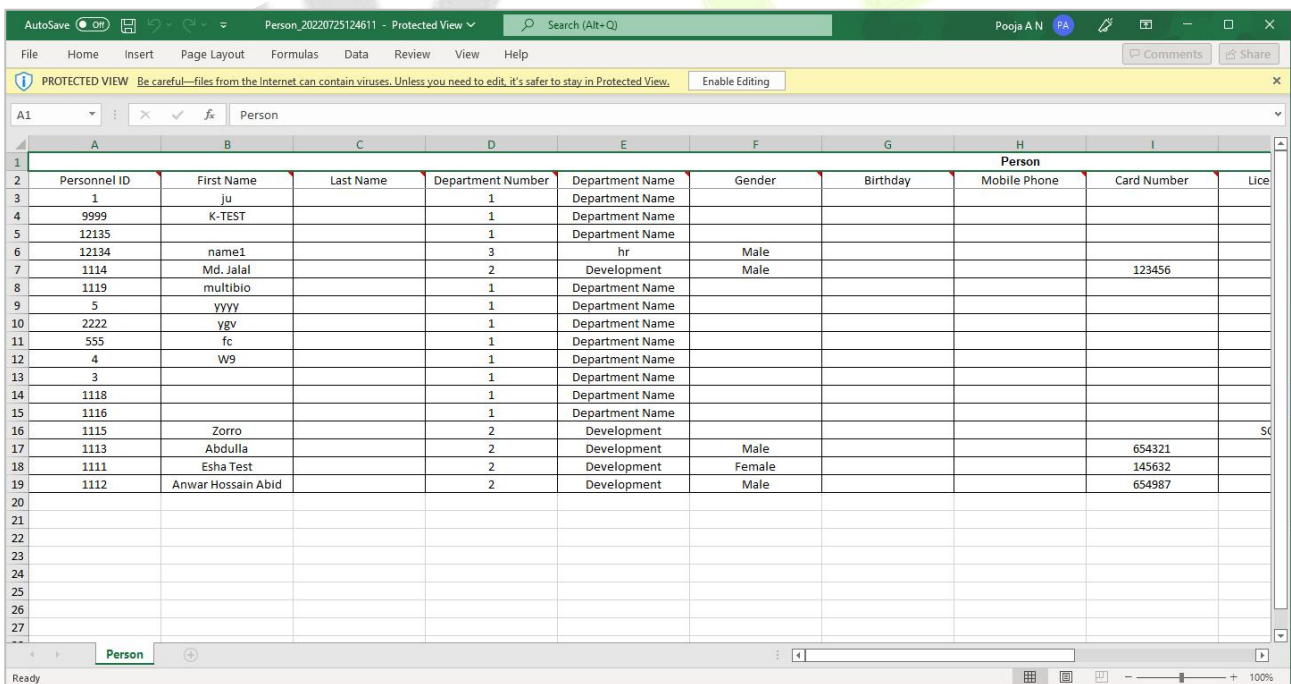 AutoSave Off Person_20220725124611 - Protected View Search (Alt+Q) Pooja A N PA
File Home Insert Page Layout Formulas Data Review View Help Comments Share
PROTECTED VIEW Be careful—files from the Internet can contain viruses. Unless you need to edit, it's safer to stay in Protected View. Enable Editing
A1 fx Person
A B C D E F G H I
1 Person
2 Personnel ID First Name Last Name Department Number Department Name Gender Birthday Mobile Phone Card Number Lice
3 1 ju 1 Department Name
4 9999 K-TEST 1 Department Name
5 12135 1 Department Name
6 12134 name1 3 hr Male
7 1114 Md. Jalal 2 Development Male 123456
8 1119 multibio 1 Department Name
9 5 yyyy 1 Department Name
10 2222 ygv 1 Department Name
11 555 fc 1 Department Name
12 4 W9 1 Department Name
13 3 1 Department Name
14 1118 1 Department Name
15 1116 1 Department Name
16 1115 Zorro 2 Development
17 1113 Abdulla 2 Development Male 654321
18 1111 Esha Test 2 Development Female 145632
19 1112 Anwar Hossain Abid 2 Development Male 654987
20
21
22
23
24
25
26
27
Person
Ready 100%